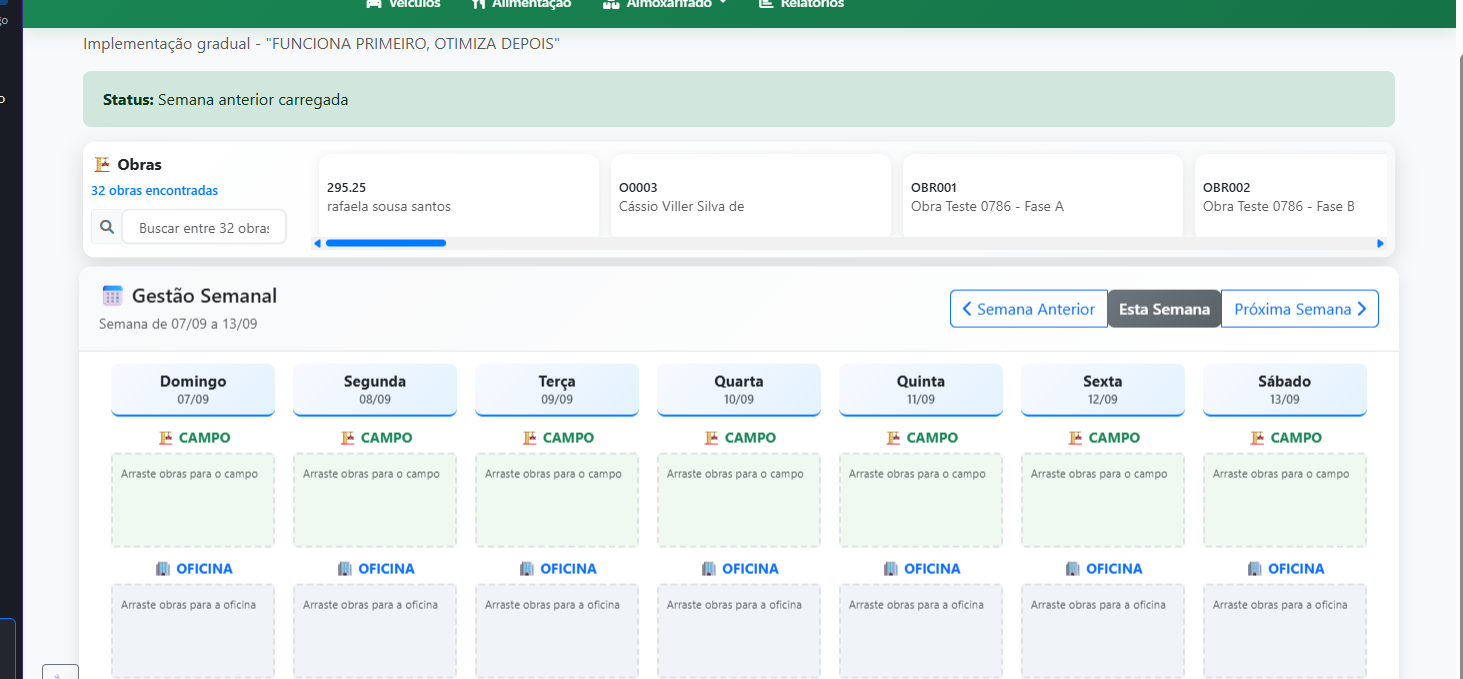 Veículos Alimentação Almoxarifado Relatórios
Implementação gradual - "FUNCIONA PRIMEIRO, OTIMIZA DEPOIS"
Status: Semana anterior carregada
Obras
32 obras encontradas
Buscar entre 32 obras
295.25
rafaela sousa santos
O0003
Cássio Viller Silva de
OBR001
Obra Teste 0786 - Fase A
OBR002
Obra Teste 0786 - Fase B
Gestão Semanal
Semana de 07/09 a 13/09
Semana Anterior Esta Semana Próxima Semana
Domingo Segunda Terça Quarta Quinta Sexta Sábado
07/09 08/09 09/09 10/09 11/09 12/09 13/09
CAMPO CAMPO CAMPO CAMPO CAMPO CAMPO CAMPO
Arraste obras para o campo Arraste obras para o campo Arraste obras para o campo Arraste obras para o campo Arraste obras para o campo Arraste obras para o campo Arraste obras para o campo
OFICINA OFICINA OFICINA OFICINA OFICINA OFICINA OFICINA
Arraste obras para a oficina Arraste obras para a oficina Arraste obras para a oficina Arraste obras para a oficina Arraste obras para a oficina Arraste obras para a oficina Arraste obras para a oficina